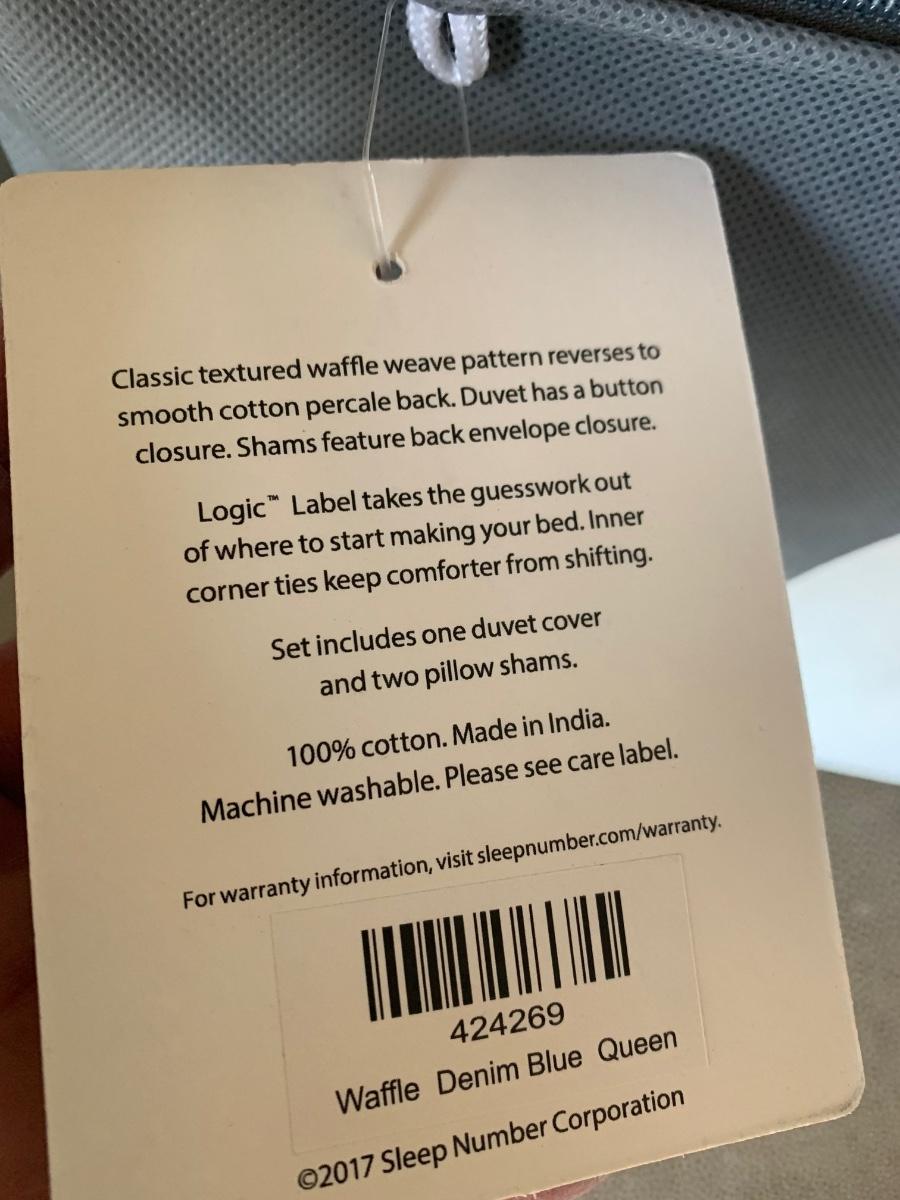 Classic textured waffle weave pattern reverses to
smooth cotton percale back. Duvet has a button
closure. Shams feature back envelope closure.
Logic™ Label takes the guesswork out
of where to start making your bed. Inner
corner ties keep comforter from shifting.
Set includes one duvet cover
and two pillow shams.
100% cotton. Made in India.
Machine washable. Please see care label.
For warranty information, visit sleepnumber.com/warranty.
424269
Waffle Denim Blue Queen
©2017 Sleep Number Corporation